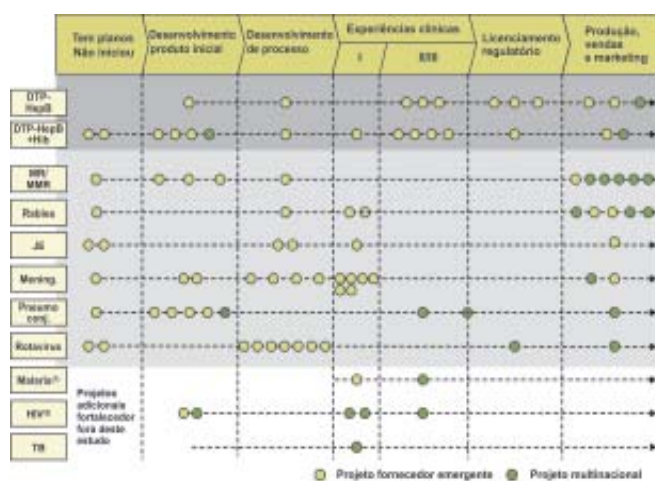 Tem planos
Não iniciou
Desenvolvimento
produto inicial
Desenvolvimento
de processo
Experiências clínicas
I
II/III
Licenciamento
regulatório
Produção,
vendas
e marketing
DTP-
HepB
DTP-HepB
+Hib
MR/
MMR
Rabies
JE
Mening.
Pneumo
conj.
Rotavirus
Malaria
HIV
TB
Projetos
adicionais
fortalecedor
fora deste
estudo
Projeto fornecedor emergente
Projeto multinacional